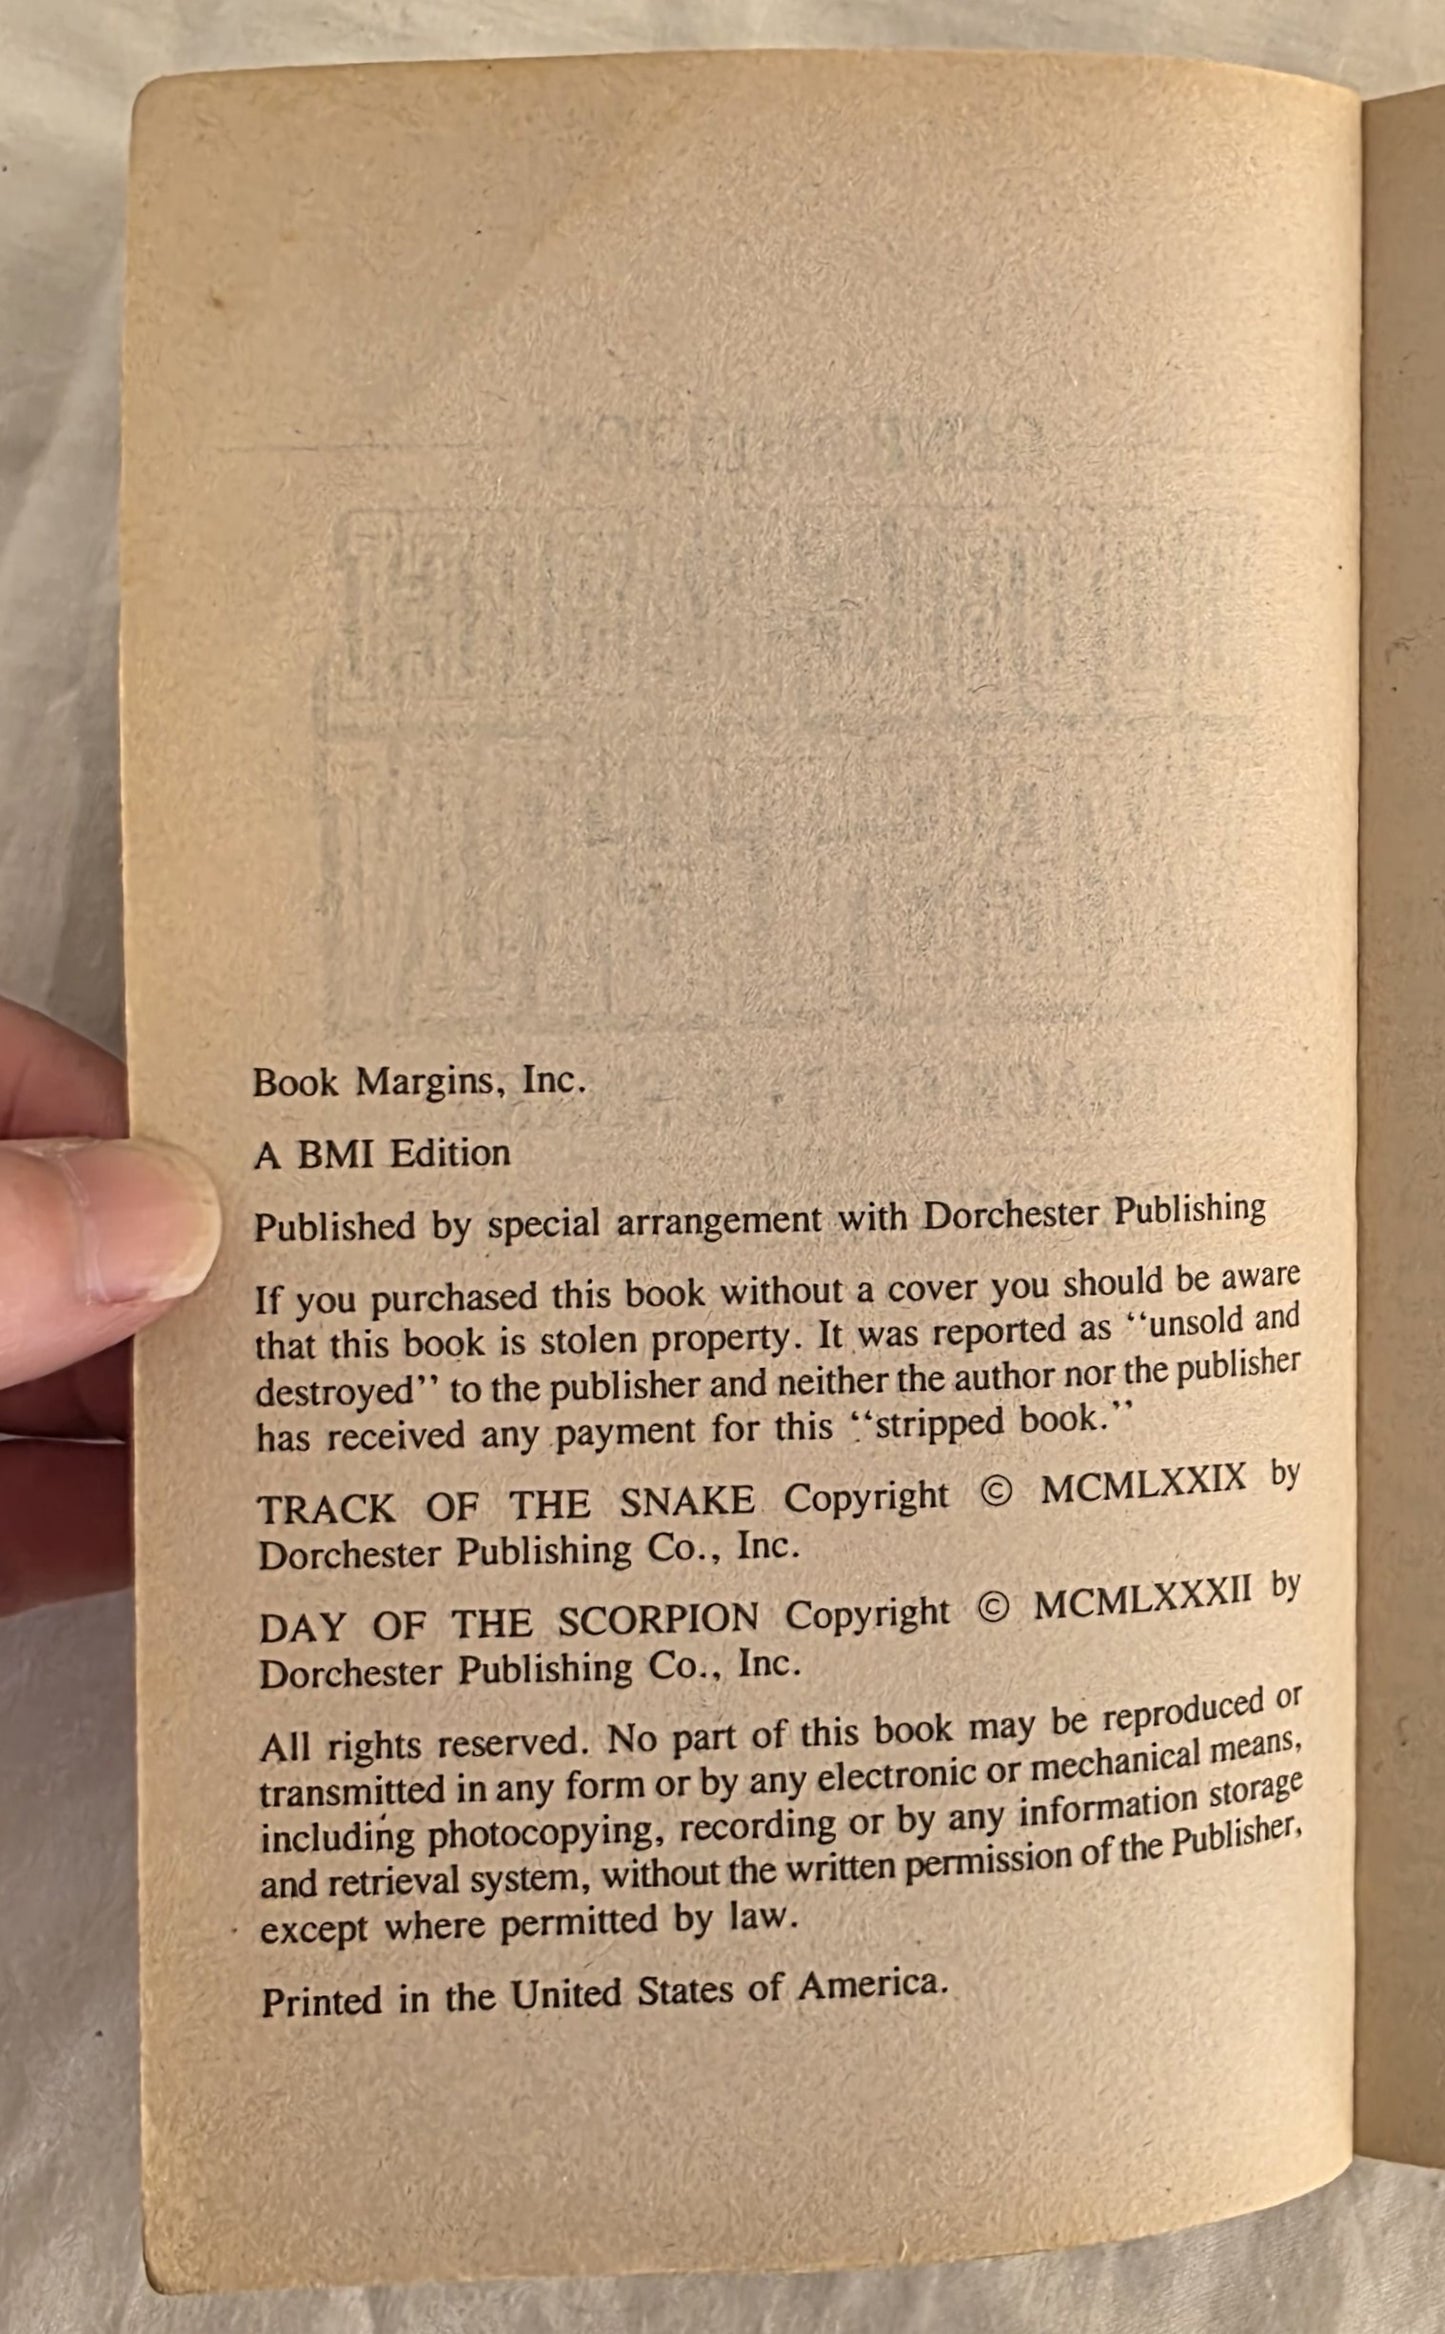 Book Margins, Inc.
A BMI Edition
Published by special arrangement with Dorchester Publishing
If you purchased this book without a cover you should be aware
that this book is stolen property. It was reported as ‘‘unsold and
destroyed’’ to the publisher and neither the author nor the publisher
has received any payment for this ‘‘stripped book.’’
TRACK OF THE SNAKE Copyright © MCMLXXIX by
Dorchester Publishing Co., Inc.
DAY OF THE SCORPION Copyright © MCMLXXXII by
Dorchester Publishing Co., Inc.
All rights reserved. No part of this book may be reproduced or
transmitted in any form or by any electronic or mechanical means,
including photocopying, recording or by any information storage
and retrieval system, without the written permission of the Publisher,
except where permitted by law.
Printed in the United States of America.